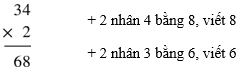 34
× 2
68
+ 2 nhân 4 bằng 8, viết 8
+ 2 nhân 3 bằng 6, viết 6